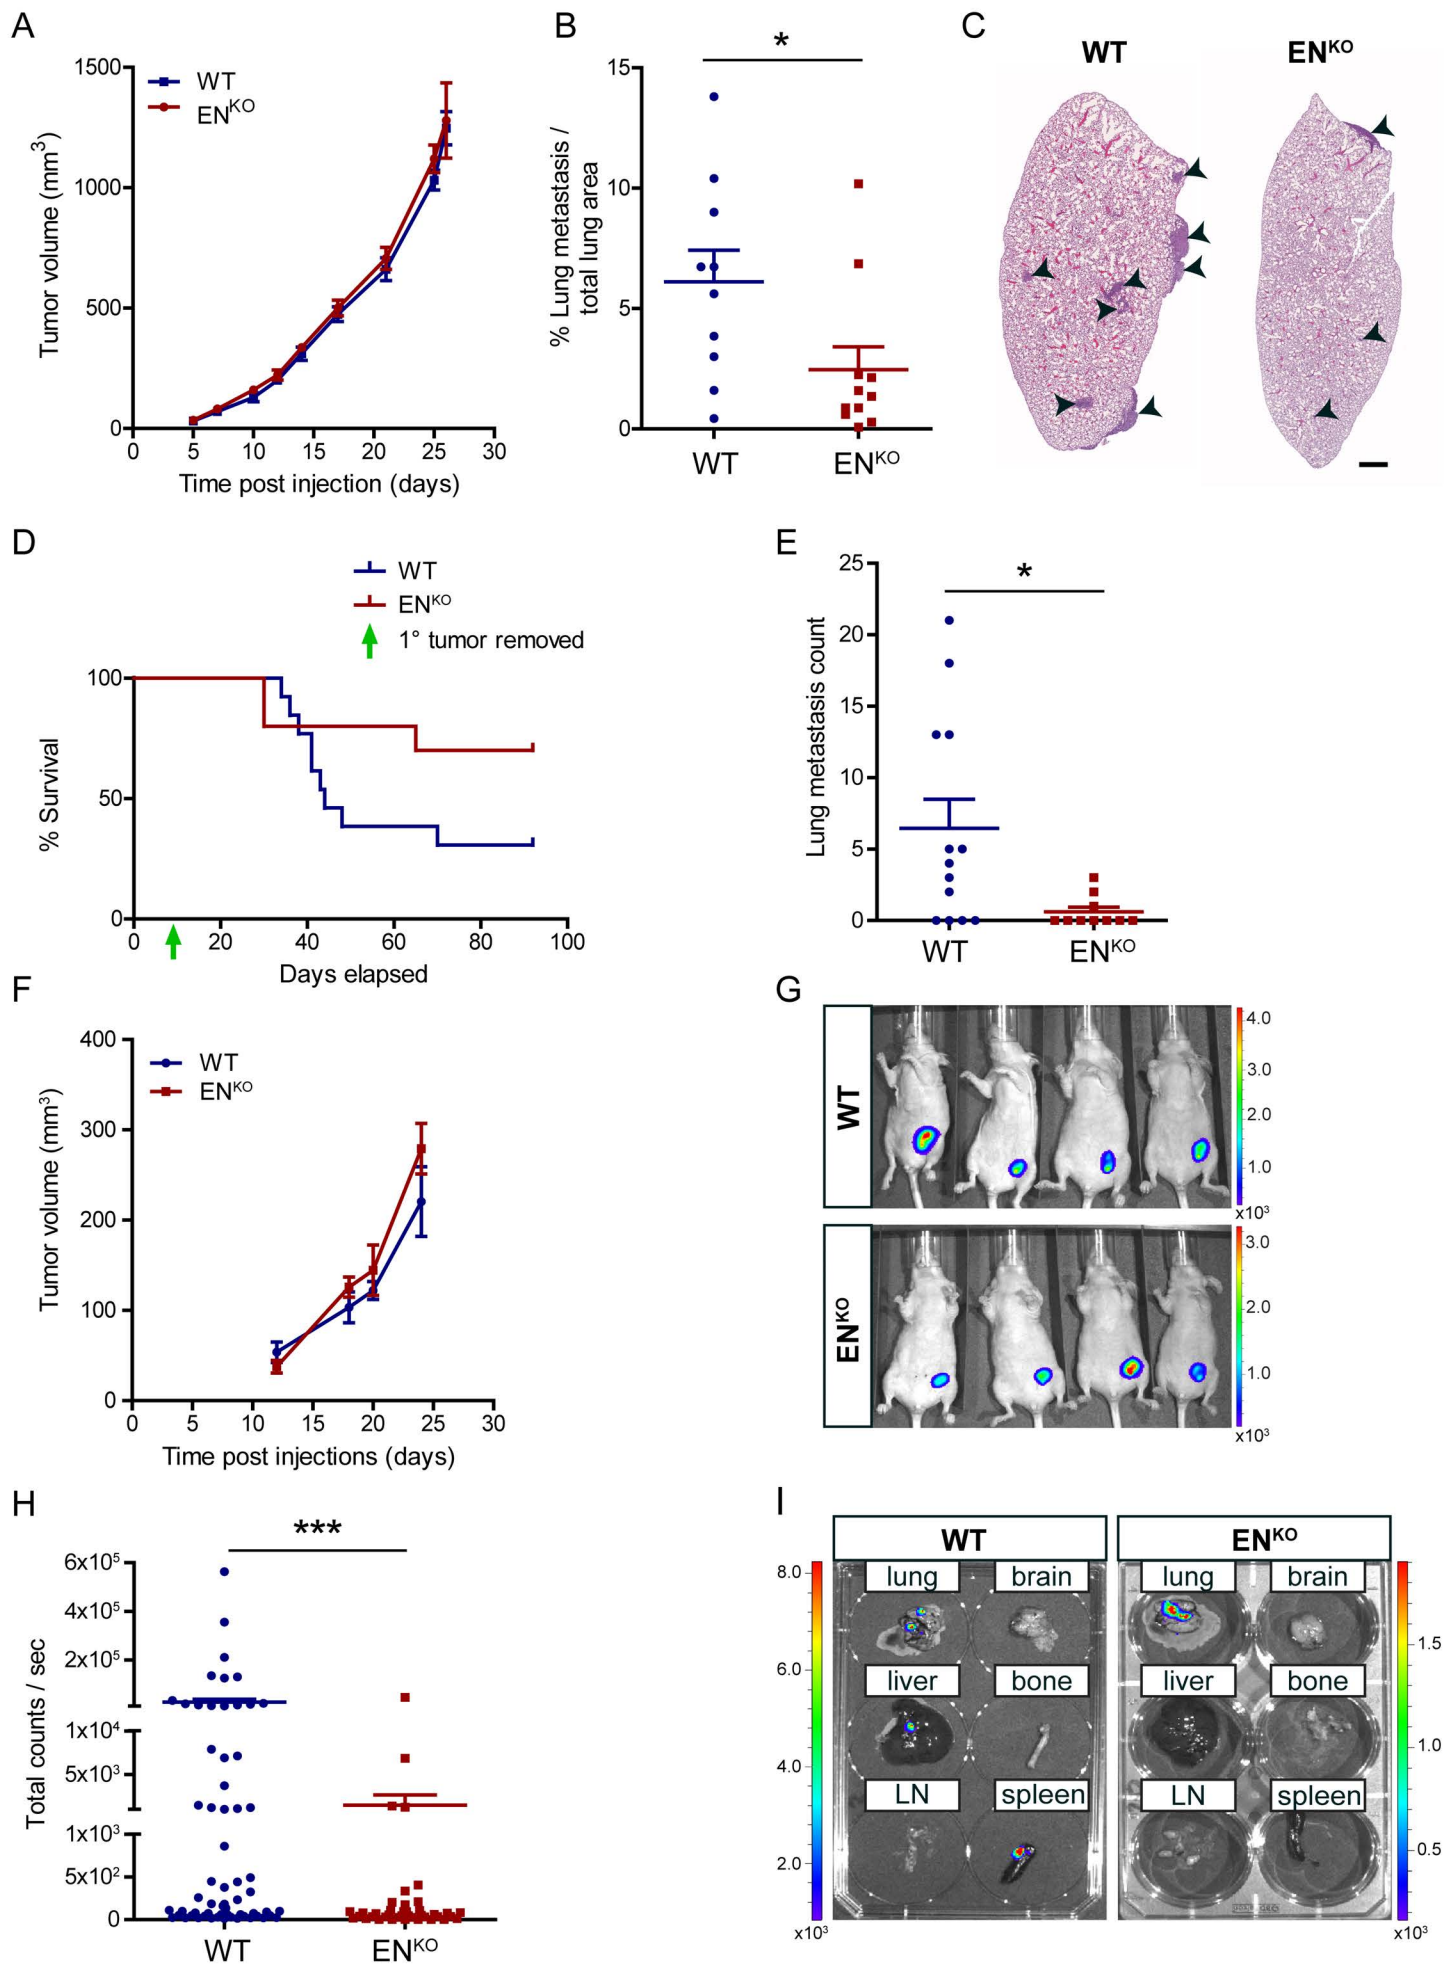 A
1500
1000
500
0
Tumor volume (mm³)
WT
ENᴷᴼ
0 5 10 15 20 25 30
Time post injection (days)
B
*
15
10
5
0
% Lung metastasis /
total lung area
WT ENᴷᴼ
C
WT ENᴷᴼ
D
WT
ENᴷᴼ
1° tumor removed
100
50
0
% Survival
0 20 40 60 80 100
Days elapsed
E
*
25
20
15
10
5
0
Lung metastasis count
WT ENᴷᴼ
F
400
300
200
100
0
Tumor volume (mm³)
WT
ENᴷᴼ
0 5 10 15 20 25 30
Time post injections (days)
G
WT
4.0
3.0
2.0
1.0
x10³
ENᴷᴼ
3.0
2.0
1.0
x10³
H
***
6x10⁵
4x10⁵
2x10⁵
1x10⁴
5x10³
1x10³
5x10²
0
Total counts / sec
WT ENᴷᴼ
I
WT ENᴷᴼ
lung brain lung brain
liver bone liver bone
LN spleen LN spleen
8.0
6.0
4.0
2.0
x10³
1.5
1.0
0.5
x10³